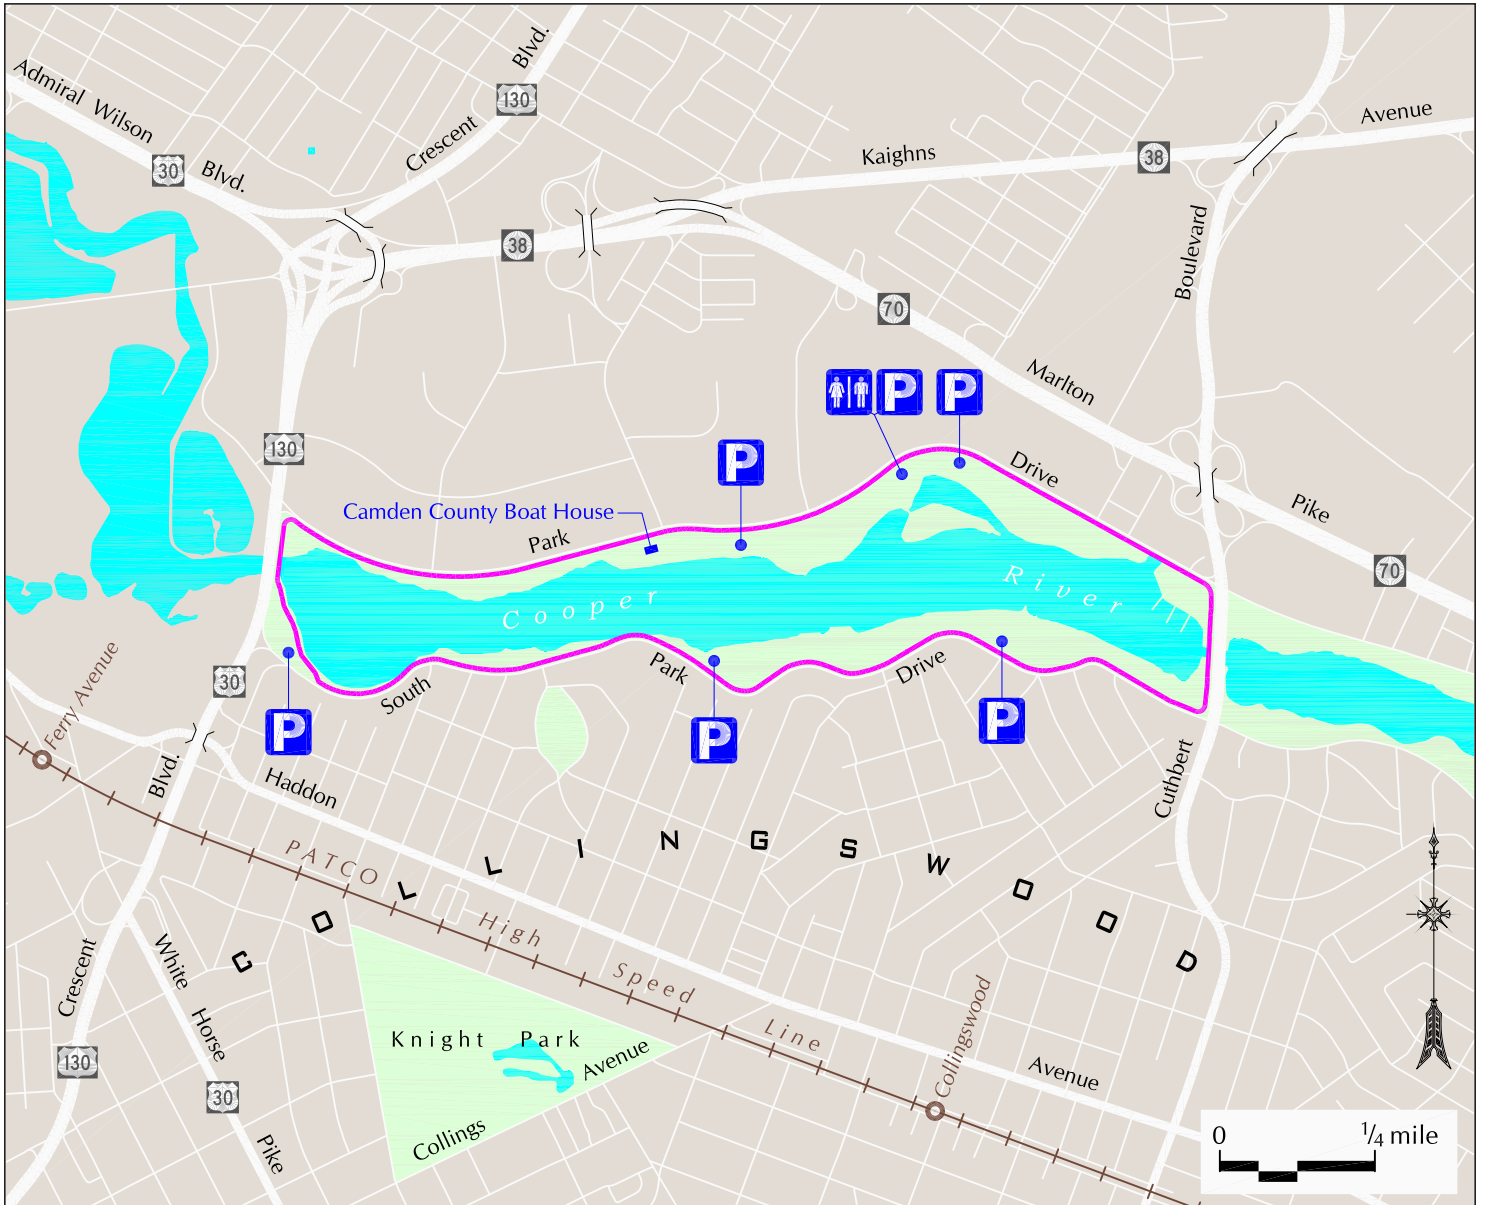 Admiral Wilson
Blvd.
30
Crescent
Blvd.
130
38
Kaighns
38
Avenue
Boulevard
70
Marlton
Pike
70
130
P
P
P
Camden County Boat House
Park
Drive
Cooper
River
South
Park
Drive
P
P
P
Cuthbert
Ferry Avenue
30
Blvd.
Haddon
PATCO
High
Speed
Line
COLLINGSWOOD
Crescent
130
White Horse
30
Pike
Knight Park
Collings
Avenue
Collingswood
Avenue
0
1/4 mile